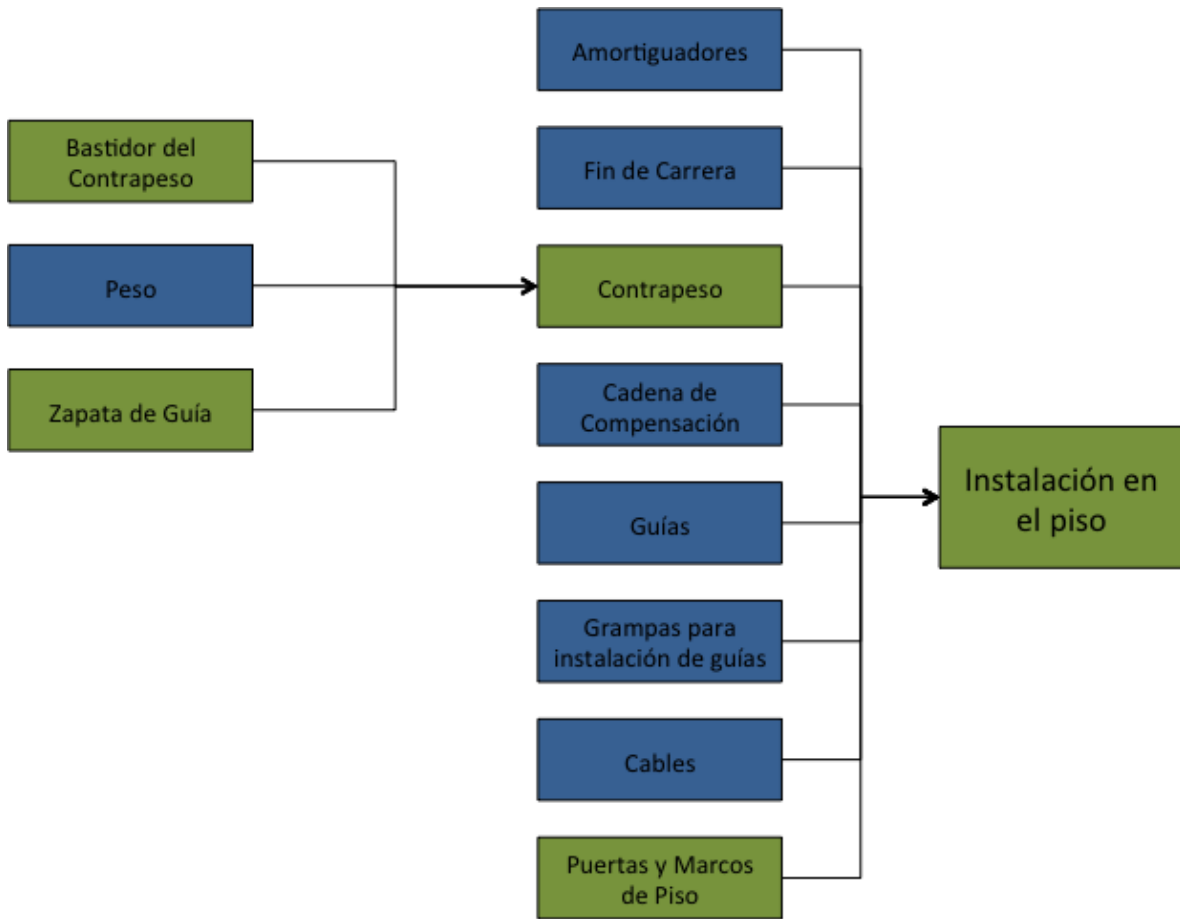 Bastidor del
Contrapeso
Peso
Zapata de Guía
Amortiguadores
Fin de Carrera
Contrapeso
Cadena de
Compensación
Guías
Grampas para
instalación de guías
Cables
Puertas y Marcos
de Piso
Instalación en
el piso